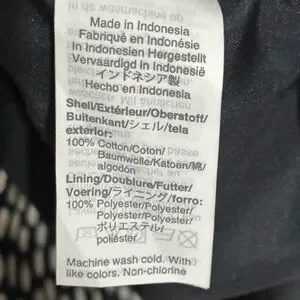 Made in Indonesia
Fabriqué en Indonésie
In Indonesien Hergestellt
Vervaardigd in Indonesië
インドネシア製
Hecho en Indonesia
Shell/Extérieur/Oberstoff/
Buitenkant/シェル/tela
exterior:
100% Cotton/Coton/
Baumwolle/Katoen/綿/
algodón
Lining/Doublure/Futter/
Voering/ライニング/forro:
100% Polyester/Polyester/
Polyester/Polyester/
ポリエステル/
poliéster
Machine wash cold. With
like colors. Non-chlorine